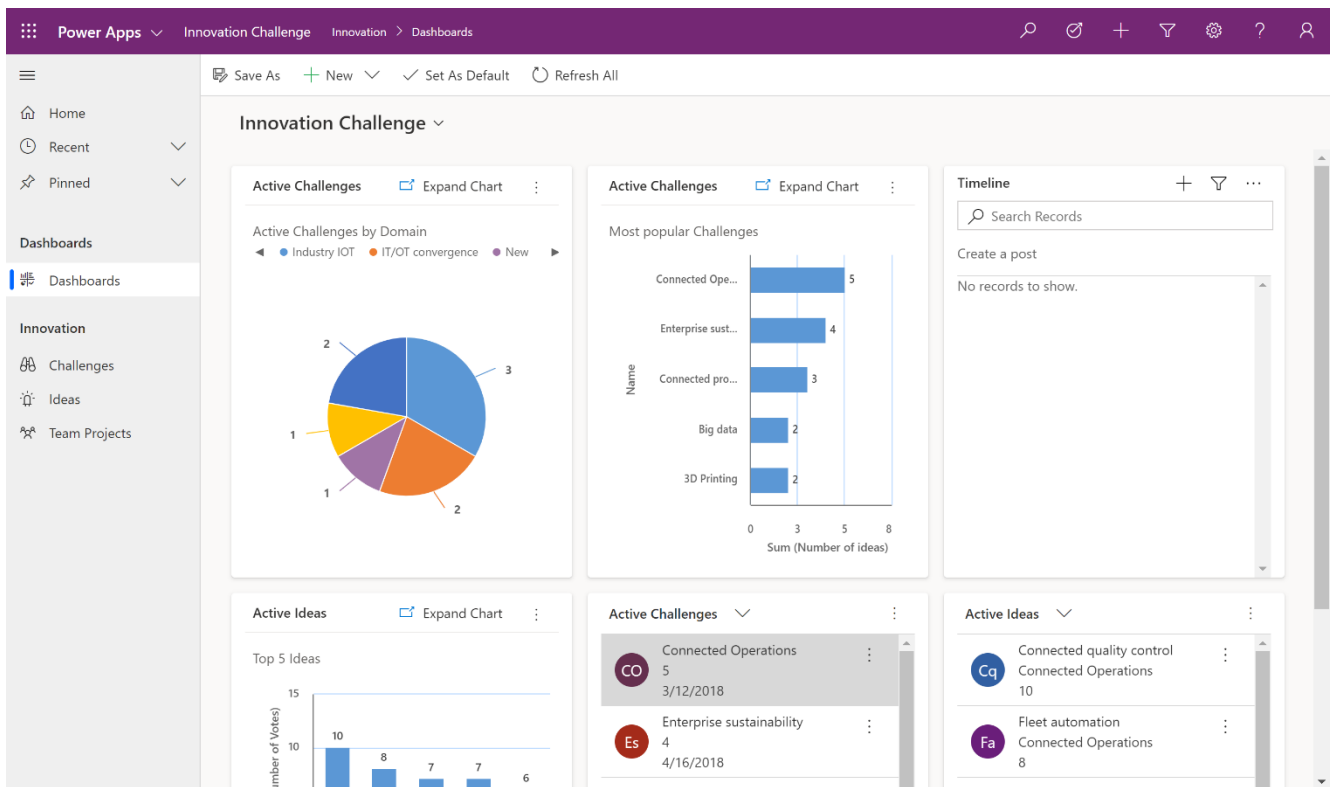 Power Apps Innovation Challenge Innovation > Dashboards
Save As New Set As Default Refresh All
Home
Recent
Pinned
Dashboards
Dashboards
Innovation
Challenges
Ideas
Team Projects
Innovation Challenge
Active Challenges Expand Chart
Active Challenges by Domain
Industry IOT IT/OT convergence New
2
3
1
1
2
Active Challenges Expand Chart
Most popular Challenges
Name
Connected Ope... 5
Enterprise sust... 4
Connected pro... 3
Big data 2
3D Printing 2
0 3 5 8
Sum (Number of ideas)
Timeline
Search Records
Create a post
No records to show.
Active Ideas Expand Chart
Top 5 Ideas
15
10
10
8
7
7
6
of Votes)
Active Challenges
CO
Connected Operations
5
3/12/2018
Es
Enterprise sustainability
4
4/16/2018
Active Ideas
Cq
Connected quality control
Connected Operations
10
Fa
Fleet automation
Connected Operations
8